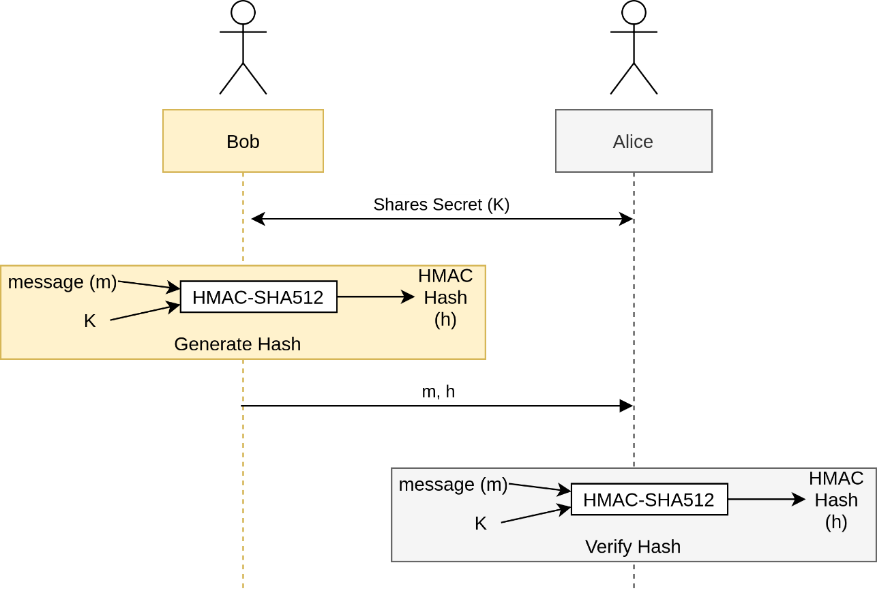 Bob
Alice
Shares Secret (K)
message (m)
K
HMAC-SHA512
HMAC
Hash
(h)
Generate Hash
m, h
message (m)
K
HMAC-SHA512
HMAC
Hash
(h)
Verify Hash